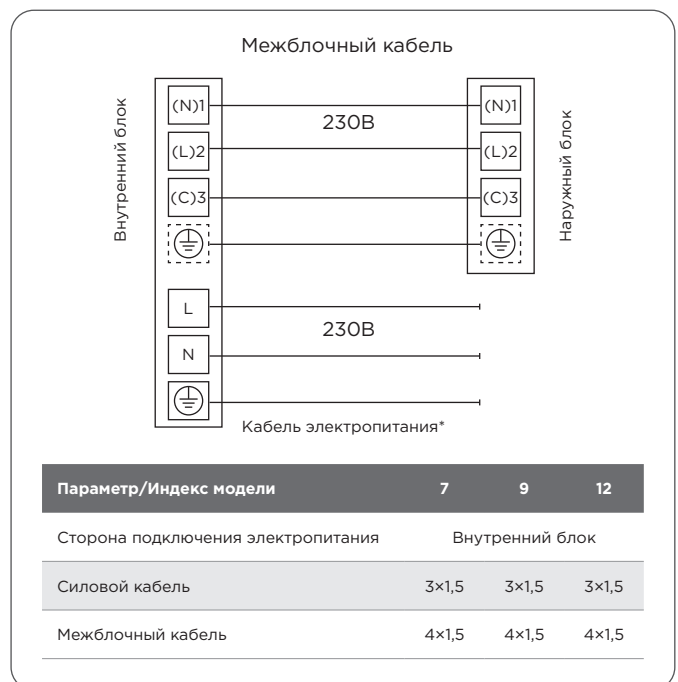 Межблочный кабель
Внутренний блок
(N)1
(N)1
230В
(L)2
(L)2
(C)3
(C)3
Наружный блок
L
230В
N
Кабель электропитания*
Параметр/Индекс модели 7 9 12
Сторона подключения электропитания Внутренний блок
Силовой кабель 3×1,5 3×1,5 3×1,5
Межблочный кабель 4×1,5 4×1,5 4×1,5